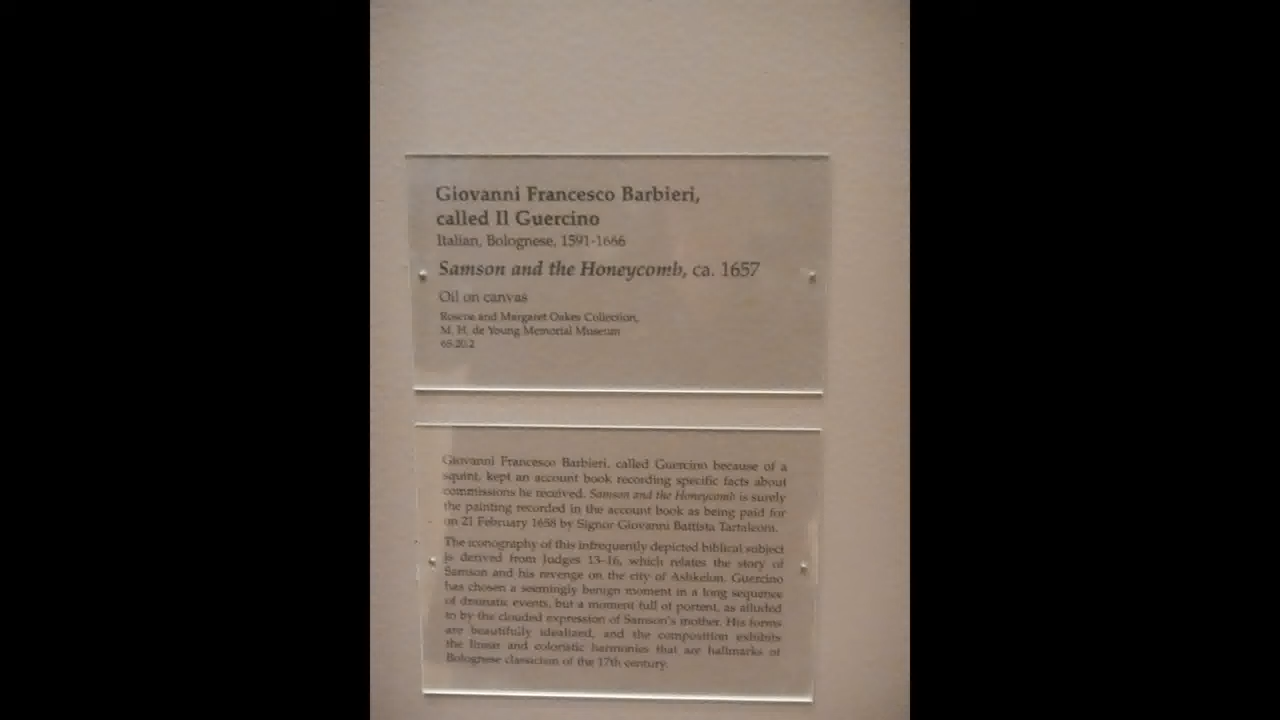 Giovanni Francesco Barbieri,
called Il Guercino
Italian, Bolognese, 1591-1666
Samson and the Honeycomb, ca. 1657
Oil on canvas
Roscoe and Margaret Oakes Collection,
M. H. de Young Memorial Museum
65.20.2
Giovanni Francesco Barbieri, called Guercino because of a
squint, kept an account book recording specific facts about
commissions he received. Samson and the Honeycomb is surely
the painting recorded in the account book as being paid for
on 21 February 1658 by Signor Giovanni Battista
The iconography of this infrequently depicted biblical subject
is derived from Judges 13–16, which relates the story of
Samson and his revenge on the city of Ashkelon. Guercino
has chosen a seemingly benign moment in a long sequence
of dramatic events, but a moment full of portent, as alluded
to by the clouded expression of Samson's mother. His forms
are beautifully idealized, and the composition exhibits
the linear and coloristic harmonies that are hallmarks of
Bolognese classicism of the 17th century.